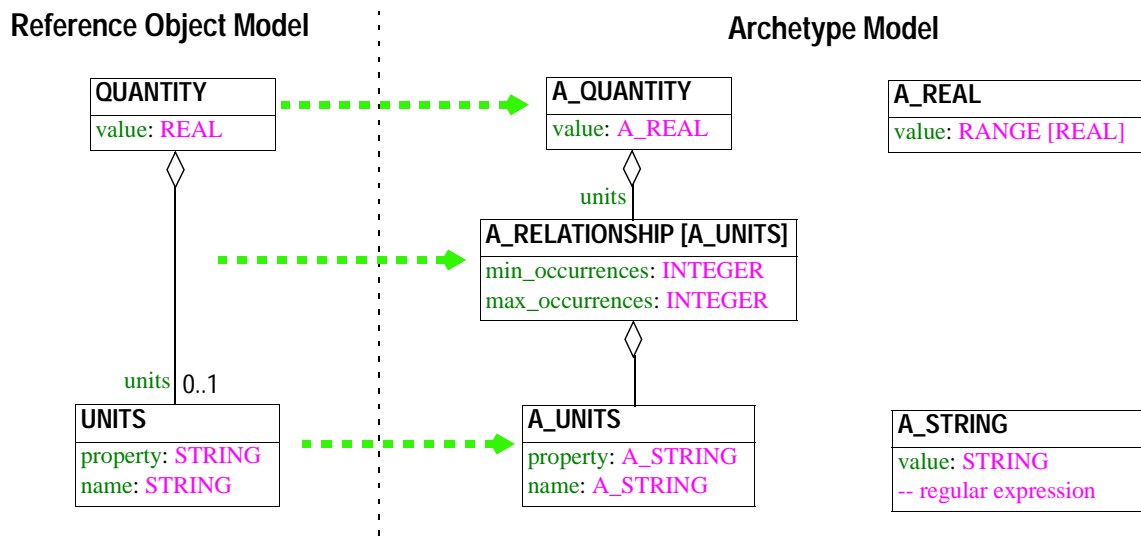 Reference Object Model
Archetype Model
QUANTITY
value: REAL
A_QUANTITY
value: A_REAL
A_REAL
value: RANGE [REAL]
units
A_RELATIONSHIP [A_UNITS]
min_occurrences: INTEGER
max_occurrences: INTEGER
units 0..1
UNITS
property: STRING
name: STRING
A_UNITS
property: A_STRING
name: A_STRING
A_STRING
value: STRING
-- regular expression